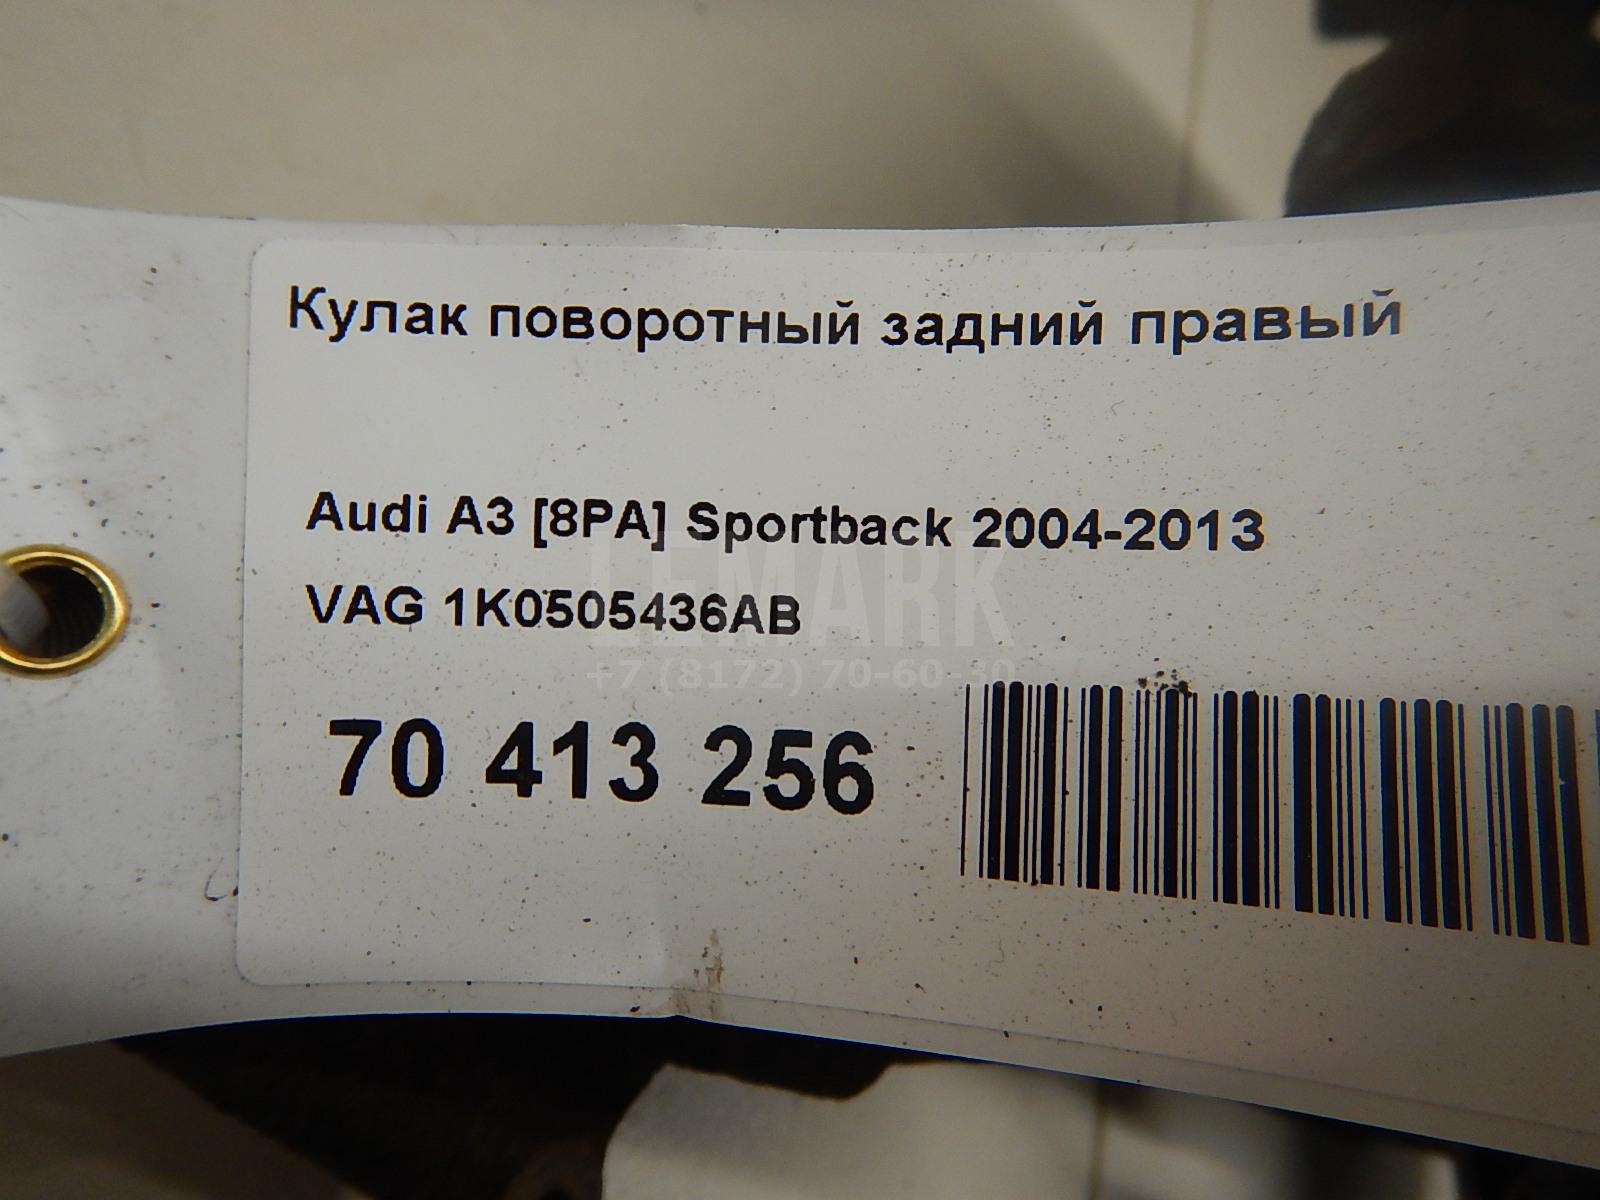 Кулак поворотный задний правый
Audi A3 [8PA] Sportback 2004-2013
VAG 1K0505436AB
LEMARK
+7 (8172) 70-60-30
70 413 256